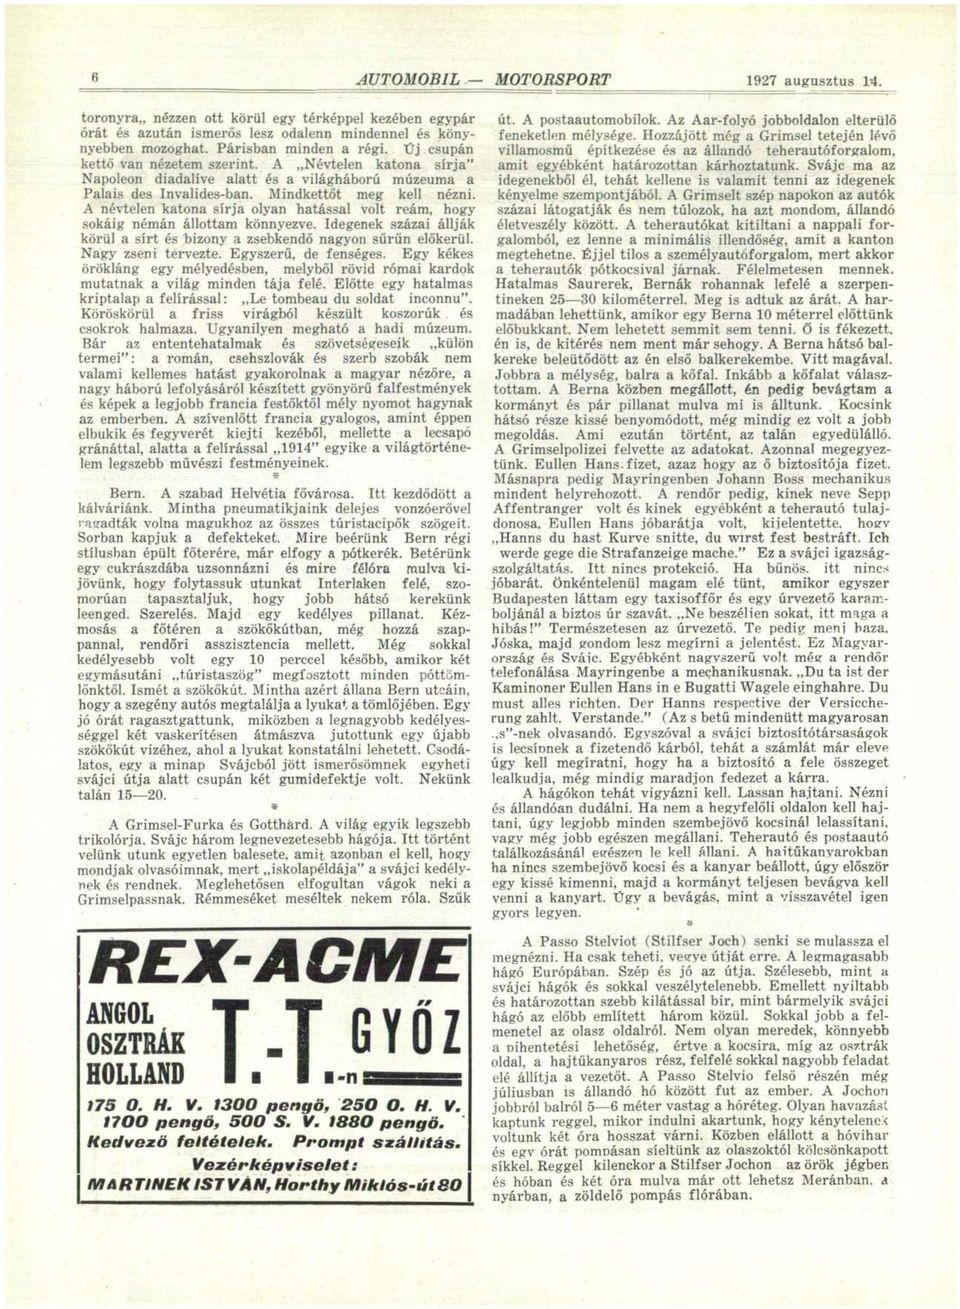 6 AUTOMOBIL — MOTORSPORT 1927 augusztus 14.
toronyra,, nézzen ott körül egy térképpel kezében egypár
órát és azután ismerős lesz odalenn mindennel és köny-
nyebben mozoghat. Párisban minden a régi. Új csupán
kettő van nézetem szerint. A „Névtelen katona sírja"
Napoleon diadalíve alatt és a világháború múzeuma a
Palais des Invalides-ban. Mindkettőt meg kell nézni.
A névtelen katona sírja olyan hatással volt reám, hogy
sokáig némán állottam könnyezve. Idegenek százai állják
körül a sírt és bizony a zsebkendő nagyon sűrűn előkerül.
Nagy zseni tervezte. Egyszerű, de fenséges. Egy kékes
örökláng egy mélyedésben, melyből rövid római kardok
mutatnak a világ minden tája felé. Előtte egy hatalmas
kriptalap a felírással: „Le tombeau du soldat inconnu".
Köröskörül a friss virágból készült koszorúk és
csokrok halmaza. Ugyanilyen megható a hadi múzeum.
Bár az ententehatalmak és szövetségeseik „külön
termei": a román, csehszlovák és szerb szobák nem
valami kellemes hatást gyakorolnak a magyar nézőre, a
nagy háború lefolyásáról készített gyönyörű falfestmények
és képek a legjobb francia festőktől mély nyomot hagynak
az emberben. A szívenlőtt francia gyalogos, amint éppen
elbukik és fegyverét kiejti kezéből, mellette a lecsapó
gránáttal, alatta a felírással „1914" egyike a világtörténe-
lem legszebb művészi festményeinek.
*
Bern. A szabad Helvétia fővárosa. Itt kezdődött a
kálváriánk. Mintha pneumatikjaink delejes vonzóerővel
ragadták volna magukhoz az összes túristacipők szögeit.
Sorban kapjuk a defekteket. Mire beérünk Bern régi
stílusban épült főterére, már elfogy a pótkerék. Betérünk
egy cukrászdába uzsonnázni és mire félóra mulva ki-
jövünk, hogy folytassuk utunkat Interlaken felé, szo-
morúan tapasztaljuk, hogy jobb hátsó kerekünk
leenged. Szerelés. Majd egy kedélyes pillanat. Kéz-
mosás a főtéren a szökőkútban, még hozzá szap-
pannal, rendőri asszisztencia mellett. Még sokkal
kedélyesebb volt egy 10 perccel később, amikor két
egymásutáni „túristaszög" megfosztott minden pöttöm-
lönktől. Ismét a szökőkút. Mintha azért állana Bern utcáin,
hogy a szegény autós megtalálja a lyukat a tömlőjében. Egy
jó órát ragasztgattunk, miközben a legnagyobb kedélyes-
séggel két vaskerítésen átmászva jutottunk egy újabb
szökőkút vizéhez, ahol a lyukat konstatálni lehetett. Csodá-
latos, egy a minap Svájcból jött ismerősömnek egyheti
svájci útja alatt csupán két gumidefektje volt. Nekünk
talán 15—20.
*
A Grimsel-Furka és Gotthárd. A világ egyik legszebb
trikolórja. Svájc három legnevezetesebb hágója. Itt történt
velünk utunk egyetlen balesete, amit azonban el kell, hogy
mondjak olvasóimnak, mert „iskolapéldája" a svájci kedély-
nek és rendnek. Meglehetősen elfogultan vágok neki a
Grimselpassnak. Rémmeséket meséltek nekem róla. Szűk
REX-ACME
ANGOL
OSZTRÁK
HOLLAND
T.-T.-n GYŐZ
175 O. H. V. 1300 pengő, 250 O. H. V.
1700 pengő, 500 S. V. 1880 pengő.
Kedvező feltételek. Prompt szállítás.
Vezérképviselet:
MARTINEK ISTVÁN, Horthy Miklós-út 80
út. A postaautomobilok. Az Aar-folyó jobboldalon elterülő
feneketlen mélysége. Hozzájött még a Grimsel tetején lévő
villamosmű építkezése és az állandó teherautóforgalom,
amit egyébként határozottan kárhoztatunk. Svájc ma az
idegenekből él, tehát kellene is valamit tenni az idegenek
kényelme szempontjából. A Grimselt szép napokon az autók
százai látogatják és nem túlozok, ha azt mondom, állandó
életveszély között. A teherautókat kitiltani a nappali for-
galomból, ez lenne a minimális illendőség, amit a kanton
megtehetne. Éjjel tilos a személyautóforgalom, mert akkor
a teherautók pótkocsival járnak. Félelmetesen mennek.
Hatalmas Saurerek, Bernák rohannak lefelé a szerpen-
tineken 25—30 kilométerrel. Meg is adtuk az árát. A har-
madában lehettünk, amikor egy Berna 10 méterrel előttünk
előbukkant. Nem lehetett semmit sem tenni. Ő is fékezett,
én is, de kitérés nem ment már sehogy. A Berna hátsó bal-
kereke beleütődött az én első balkerekembe. Vitt magával.
Jobbra a mélység, balra a kőfal. Inkább a kőfalat válasz-
tottam. A Berna közben megállott, én pedig bevágtam a
kormányt és pár pillanat mulva mi is álltunk. Kocsink
hátsó része kissé benyomódott, még mindig ez volt a jobb
megoldás. Ami ezután történt, az talán egyedülálló.
A Grimselpolizei felvette az adatokat. Azonnal megegyez-
tünk. Eullen Hans fizet, azaz hogy az ő biztosítója fizet.
Másnapra pedig Mayringenben Johann Boss mechanikus
mindent helyrehozott. A rendőr pedig, kinek neve Sepp
Affentranger volt és kinek egyébként a teherautó tulaj-
donosa, Eullen Hans jóbarátja volt, kijelentette, hogy
„Hanns du hast Kurve snitte, du wirst fest bestráft. Ich
werde gege die Strafanzeige mache." Ez a svájci igazság-
szolgáltatás. Itt nincs protekció. Ha bűnös, itt nincs
jóbarát. Önkéntelenül meg elé tünt, amikor egyszer
Budapesten láttam egy taxisoffőr és egy úrvezető karam-
boljánál a biztos úr szavát. „Ne beszéljen sokat, itt maga a
hibás!" Természetesen az úrvezető. Te pedig menj haza,
Jóska, majd gondom lesz megírni a jelentést. Ez Magyar-
ország és Svájc. Egyébként nagyszerű volt még a rendőr
telefonálása Mayringenbe a mechanikusnak. „Du ta ist der
Kaminoner Eullen Hans in e Bugatti Wagele einghahre. Du
must alles richten. Der Hanns respective der Versicche-
rung zahlt. Verstande." (Az s betű mindenütt magyarosan
„s"-nek olvasandó. Egyszóval a svájci biztosítótársaságok
is lecsípnek a fizetendő kárból, tehát a számlát már eleve
úgy kell megíratni, hogy ha a biztosító a fele összeget
lealkudja, még mindig maradjon fedezet a kárra.
A hágókon tehát vigyázni kell. Lassan hajtani. Nézni
és állandóan dudálni. Ha nem a hegyfelőli oldalon kell haj-
tani, úgy legjobb minden szembejövő kocsinál lelassítani,
vagy még jobb egészen megállani. Teherautó és postaautó
találkozásánál egészen le kell állani. A hajtűkanyarokban
ha nincs szembejövő kocsi és a kanyar beállott, úgy először
egy kissé kimenni, majd a kormányt teljesen bevágva kell
venni a kanyart. Úgy a bevágás, mint a visszavétel igen
gyors legyen.
*
A Passo Stelviot (Stilfser Joch) senki se mulassza el
megnézni. Ha csak teheti, vegye útját erre. A legmagasabb
hágó Európában. Szép és jó az útja. Szélesebb, mint a
svájci hágók és sokkal veszélytelenebb. Emellett nyiltabb
és határozottan szebb kilátással bir, mint bármelyik svájci
hágó az előbb említett három közül. Sokkal jobb a fel-
menetel az olasz oldalról. Nem olyan meredek, könnyebb
a pihentetési lehetőség, értve a kocsira, míg az osztrák
oldal, a hajtűkanyaros rész, felfelé sokkal nagyobb feladat
elé állítja a vezetőt. A Passo Stelvio felső részén még
júliusban is állandó hó között fut az ember. A Jochon
jobbról balról 5—6 méter vastag a hóréteg. Olyan havazást
kaptunk reggel, mikor indulni akartunk, hogy kénytelenek
voltunk két óra hosszat várni. Közben elállott a hóvihar
és egy órát pompásan sieltünk az olaszoktól kölcsönkapott
síkkel. Reggel kilenckor a Stilfser Jochon az örök jégben
és hóban és két óra mulva már ott lehetsz Meránban. a
nyárban, a zöldelő pompás flórában.